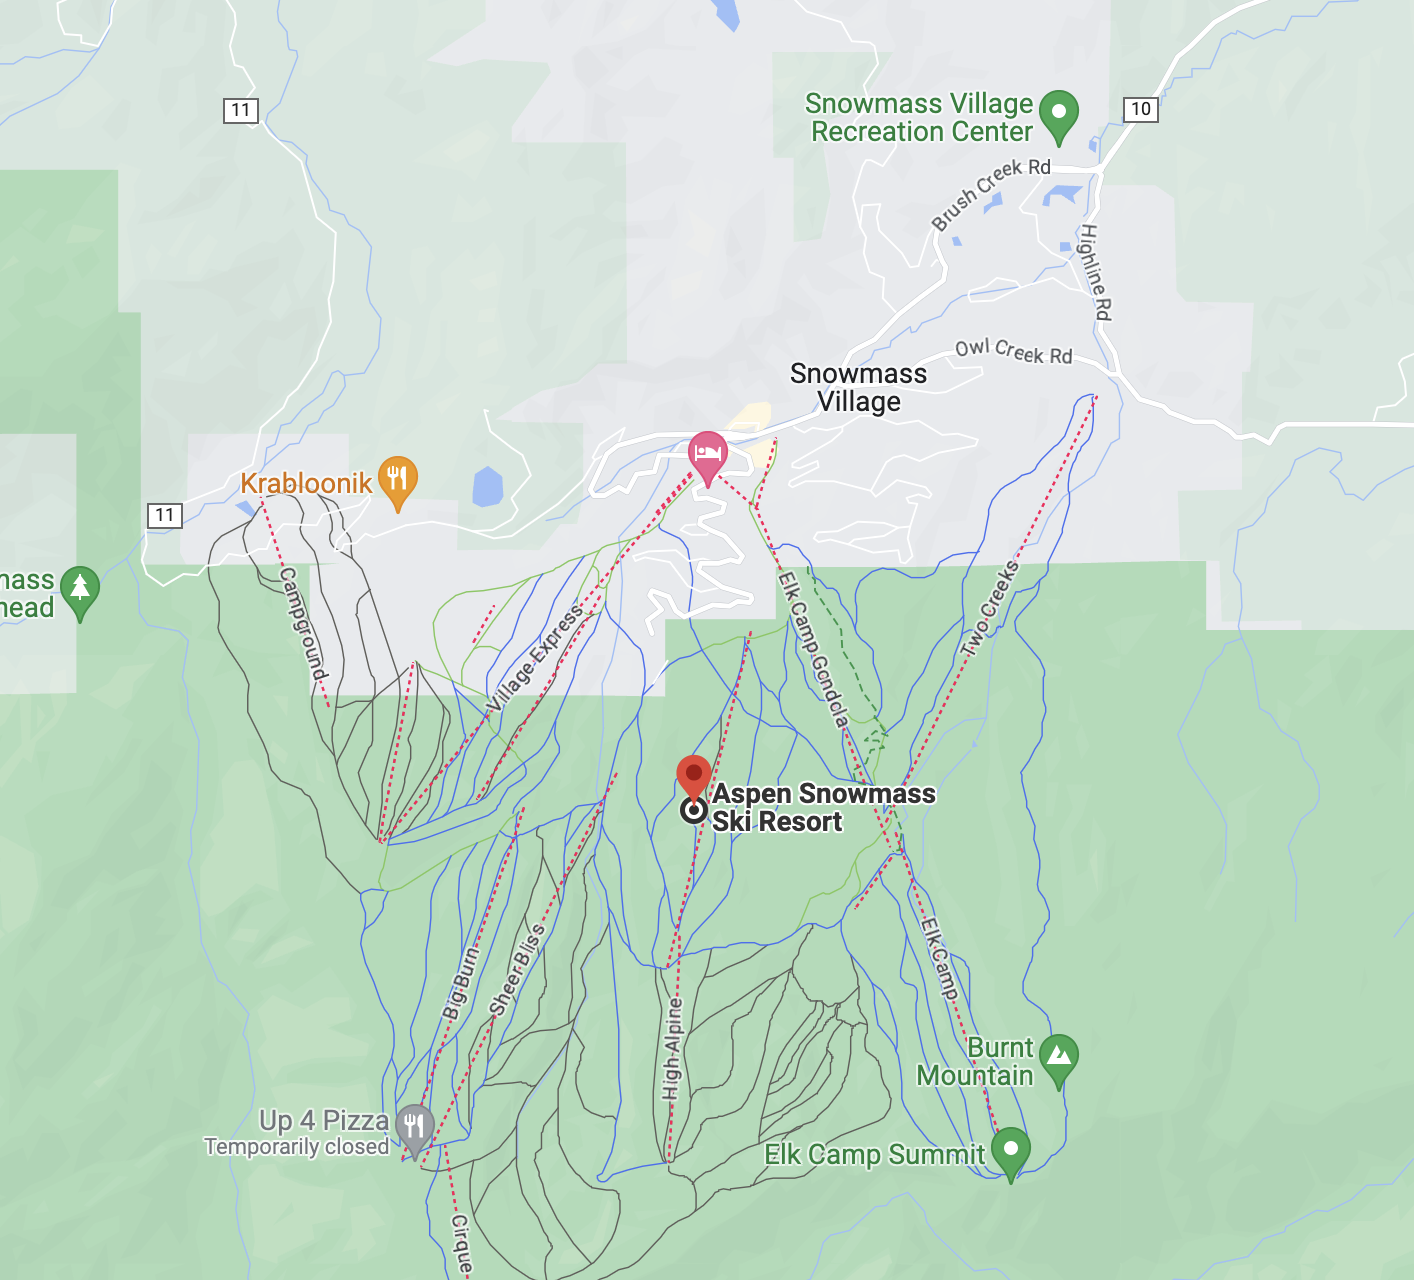 11
Snowmass Village
Recreation Center
10
Brush Creek Rd
Highline Rd
Owl Creek Rd
Snowmass
Village
Krabloonik
11
mass
head
Campground
Village Express
Elk Camp Gondola
Two Creeks
Aspen Snowmass
Ski Resort
Big Burn
Sheer Bliss
Elk Camp
High Alpine
Burnt
Mountain
Up 4 Pizza
Temporarily closed
Elk Camp Summit
Cirque